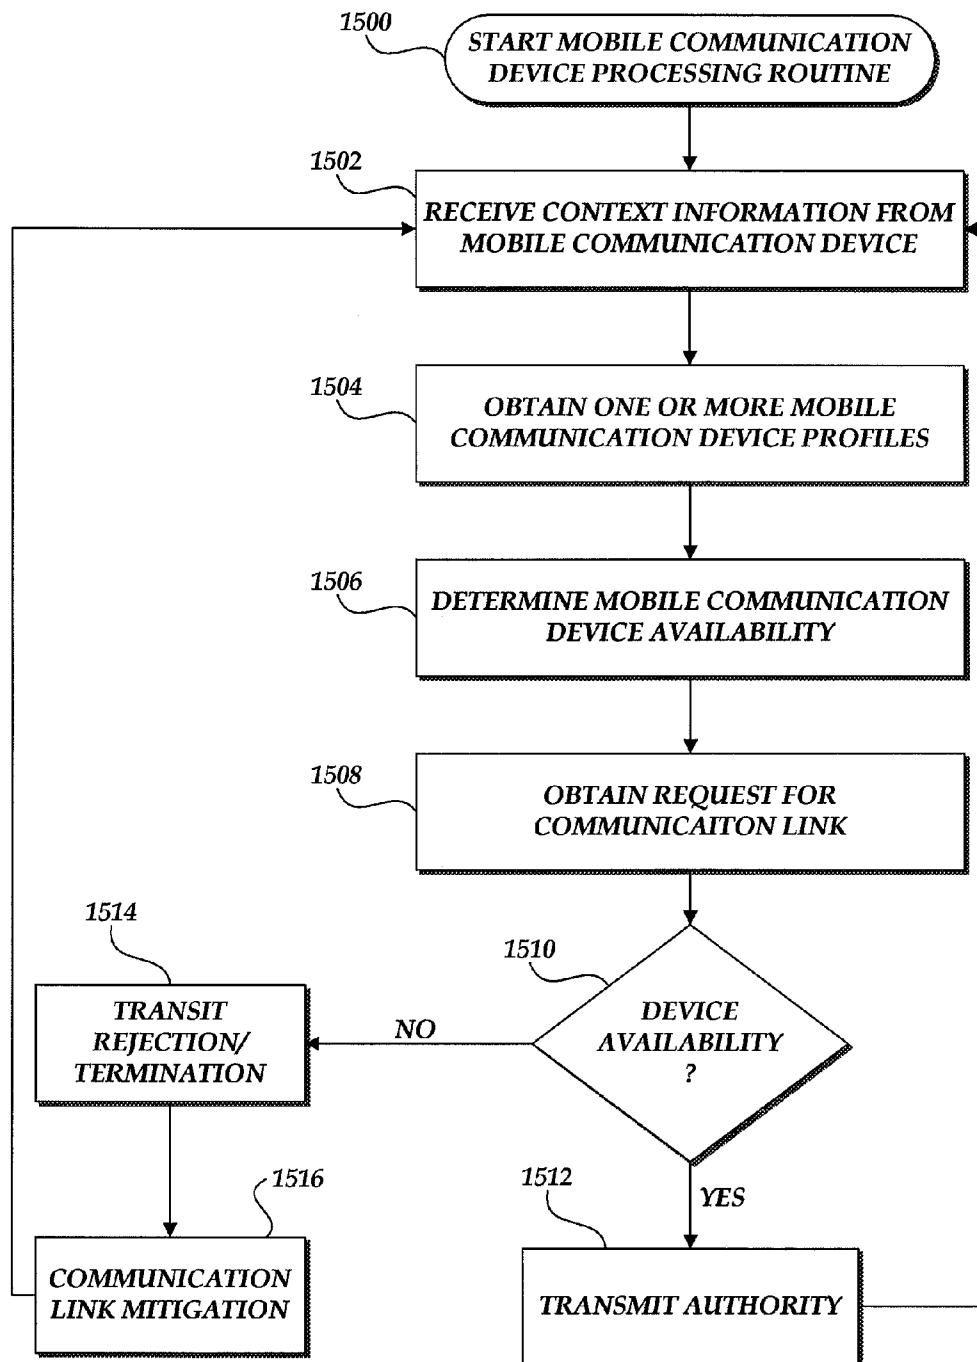 1500
START MOBILE COMMUNICATION
DEVICE PROCESSING ROUTINE
1502
RECEIVE CONTEXT INFORMATION FROM
MOBILE COMMUNICATION DEVICE
1504
OBTAIN ONE OR MORE MOBILE
COMMUNICATION DEVICE PROFILES
1506
DETERMINE MOBILE COMMUNICATION
DEVICE AVAILABILITY
1508
OBTAIN REQUEST FOR
COMMUNICAITON LINK
1510
DEVICE
AVAILABILITY
?
NO
1514
TRANSIT
REJECTION/
TERMINATION
1516
COMMUNICATION
LINK MITIGATION
YES
1512
TRANSMIT AUTHORITY